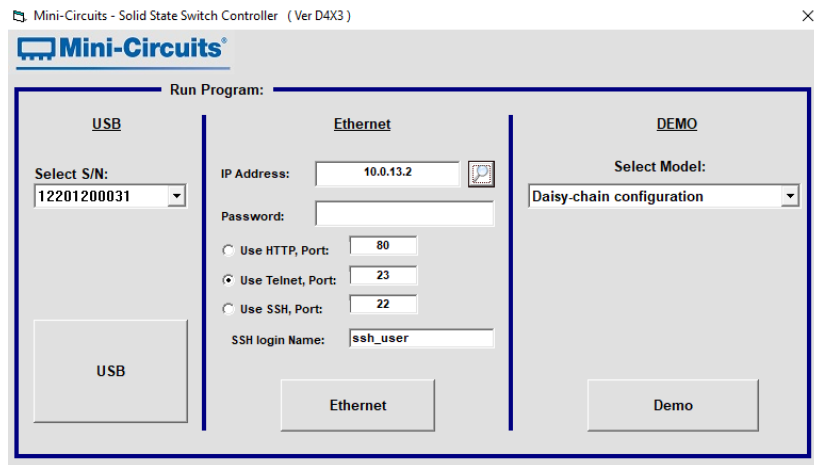 Mini-Circuits - Solid State Switch Controller ( Ver D4X3 )
Mini-Circuits®
Run Program:
USB
Select S/N:
12201200031
USB
Ethernet
IP Address: 10.0.13.2
Password:
Use HTTP, Port: 80
Use Telnet, Port: 23
Use SSH, Port: 22
SSH login Name: ssh_user
Ethernet
DEMO
Select Model:
Daisy-chain configuration
Demo